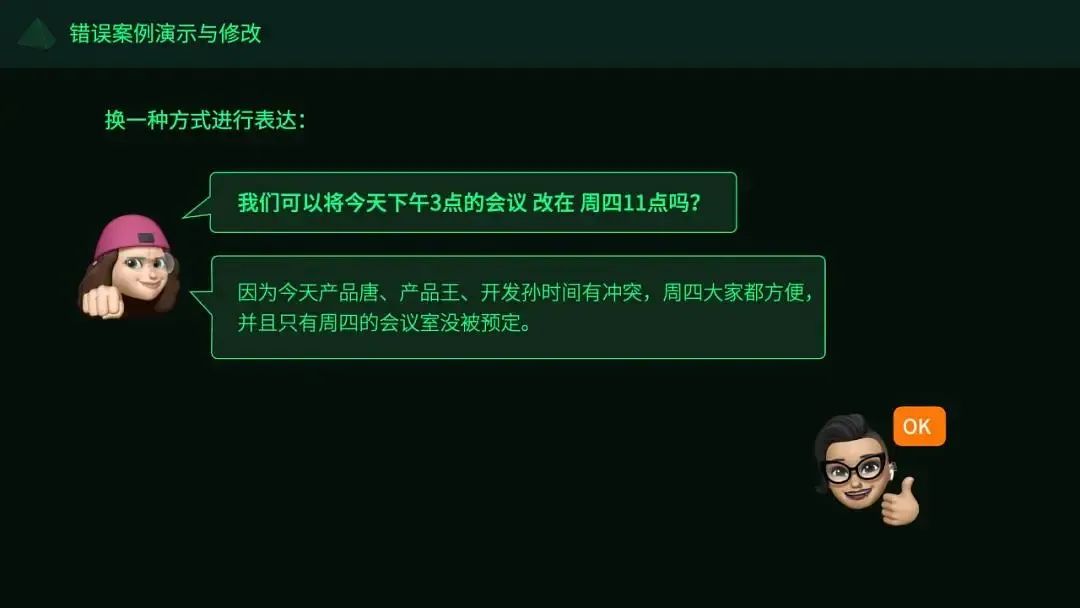 错误案例演示与修改
换一种方式进行表达：
我们可以将今天下午3点的会议 改在 周四11点吗？
因为今天产品唐、产品王、开发孙时间有冲突，周四大家都方便，
并且只有周四的会议室没被预定。
OK